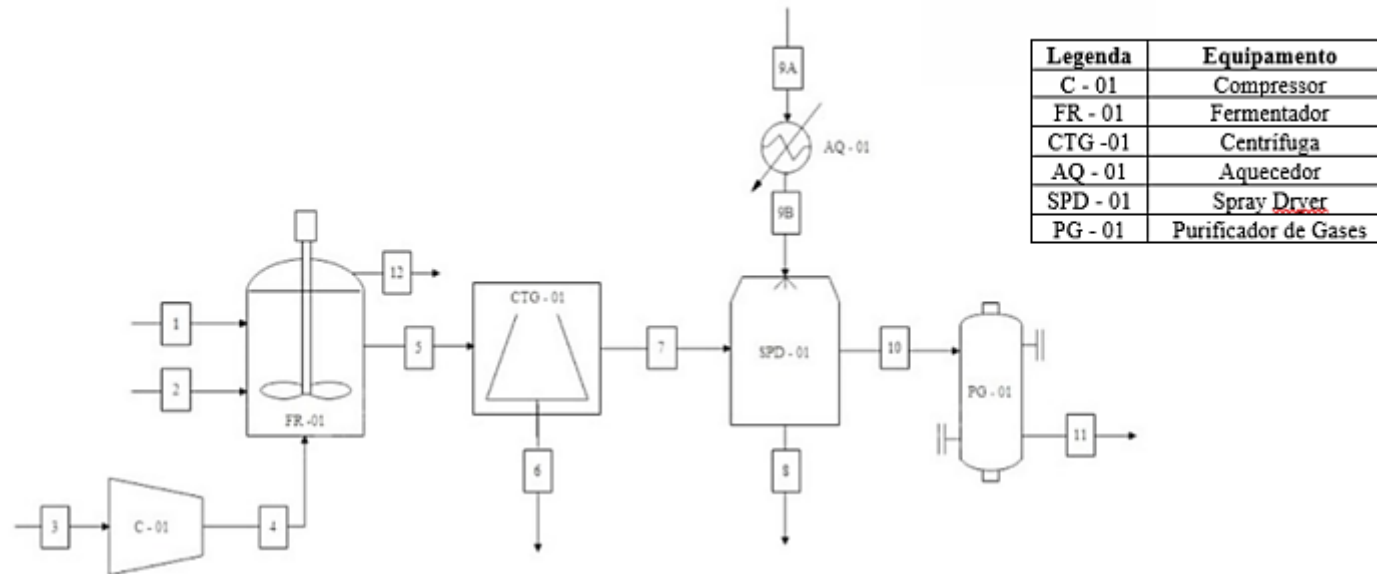 Legenda Equipamento
C - 01 Compressor
FR - 01 Fermentador
CTG -01 Centrífuga
AQ - 01 Aquecedor
SPD - 01 Spray Dryer
PG - 01 Purificador de Gases
9A
AQ - 01
9B
12
CTG - 01
1
5
7
SPD - 01
10
2
PG - 01
FR -01
11
6
8
3
C - 01
4